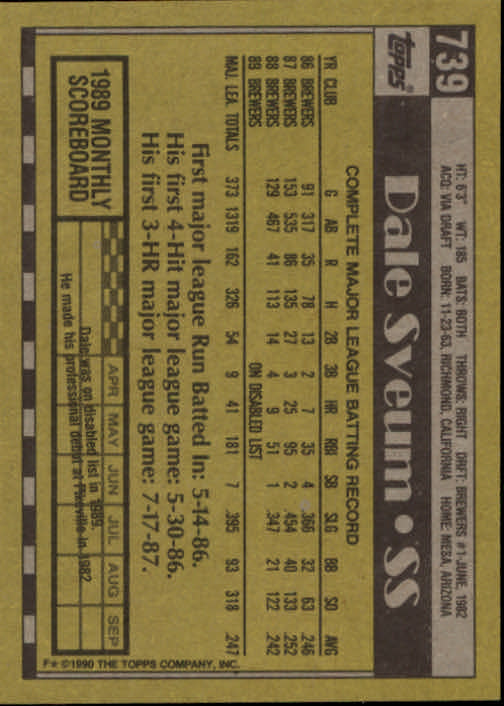 739
topps®
HT: 6'3" WT: 185 BATS: BOTH THROWS: RIGHT DRFT: BREWERS #1-JUNE, 1982
ACQ: VIA DRAFT BORN: 11-23-63, RICHMOND, CALIFORNIA HOME: MESA, ARIZONA
Dale Sveum • SS
COMPLETE MAJOR LEAGUE BATTING RECORD
YR CLUB G AB R H 2B 3B HR RBI SB SLG BB SO AVG
86 BREWERS 91 317 35 78 13 2 7 35 4 .366 32 63 .246
87 BREWERS 153 535 86 135 27 3 25 95 2 .454 40 133 .252
88 BREWERS 129 467 41 113 14 4 9 51 1 .347 21 122 .242
89 BREWERS ON DISABLED LIST
MAJ. LEA. TOTALS 373 1319 162 326 54 9 41 181 7 .395 93 318 .247
First major league Run Batted In: 5-14-86.
His first 4-Hit major league game: 5-30-86.
His first 3-HR major league game: 7-17-87.
1989 MONTHLY
SCOREBOARD
APR MAY JUN JUL AUG SEP
Dale was on disabled list in 1989.
He made his professional debut at Pikeville in 1982
F* ©1990 THE TOPPS COMPANY, INC.